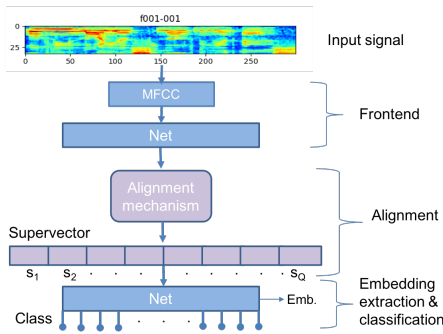 f001-001
0
25
0 50 100 150 200 250
Input signal
MFCC
Frontend
Net
Alignment
mechanism
Alignment
Supervector
s1 s2 . . . . . . . sQ
Embedding
extraction &
classification
Net
Emb.
Class
. . . .